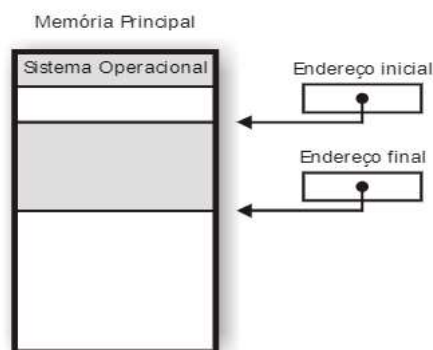 Memória Principal
Sistema Operacional
Endereço inicial
Endereço final